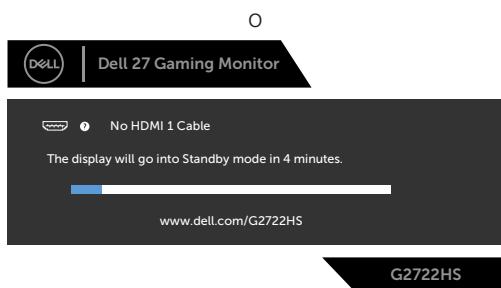 O
DELL
Dell 27 Gaming Monitor
? No HDMI 1 Cable
The display will go into Standby mode in 4 minutes.
www.dell.com/G2722HS
G2722HS